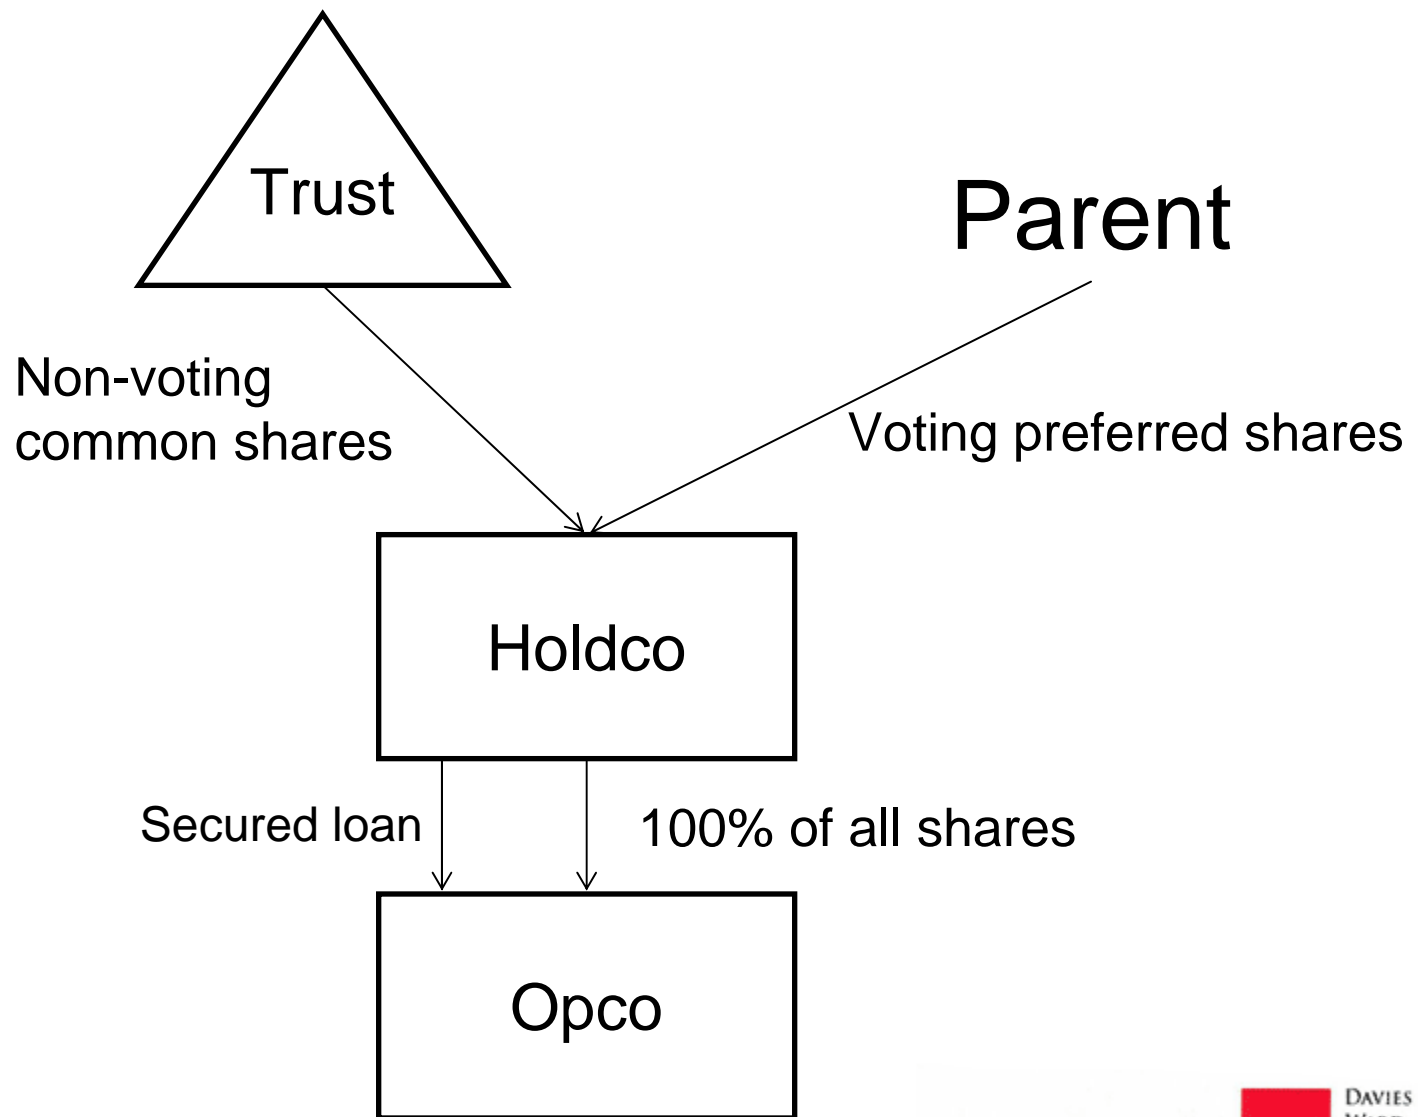 Trust
Parent
Non-voting
common shares
Voting preferred shares
Holdco
Secured loan
100% of all shares
Opco
DAVIES